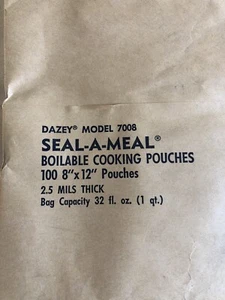 DAZEY® MODEL 7008
SEAL-A-MEAL®
BOILABLE COOKING POUCHES
100 8"x12" Pouches
2.5 MILS THICK
Bag Capacity 32 fl. oz. (1 qt.)